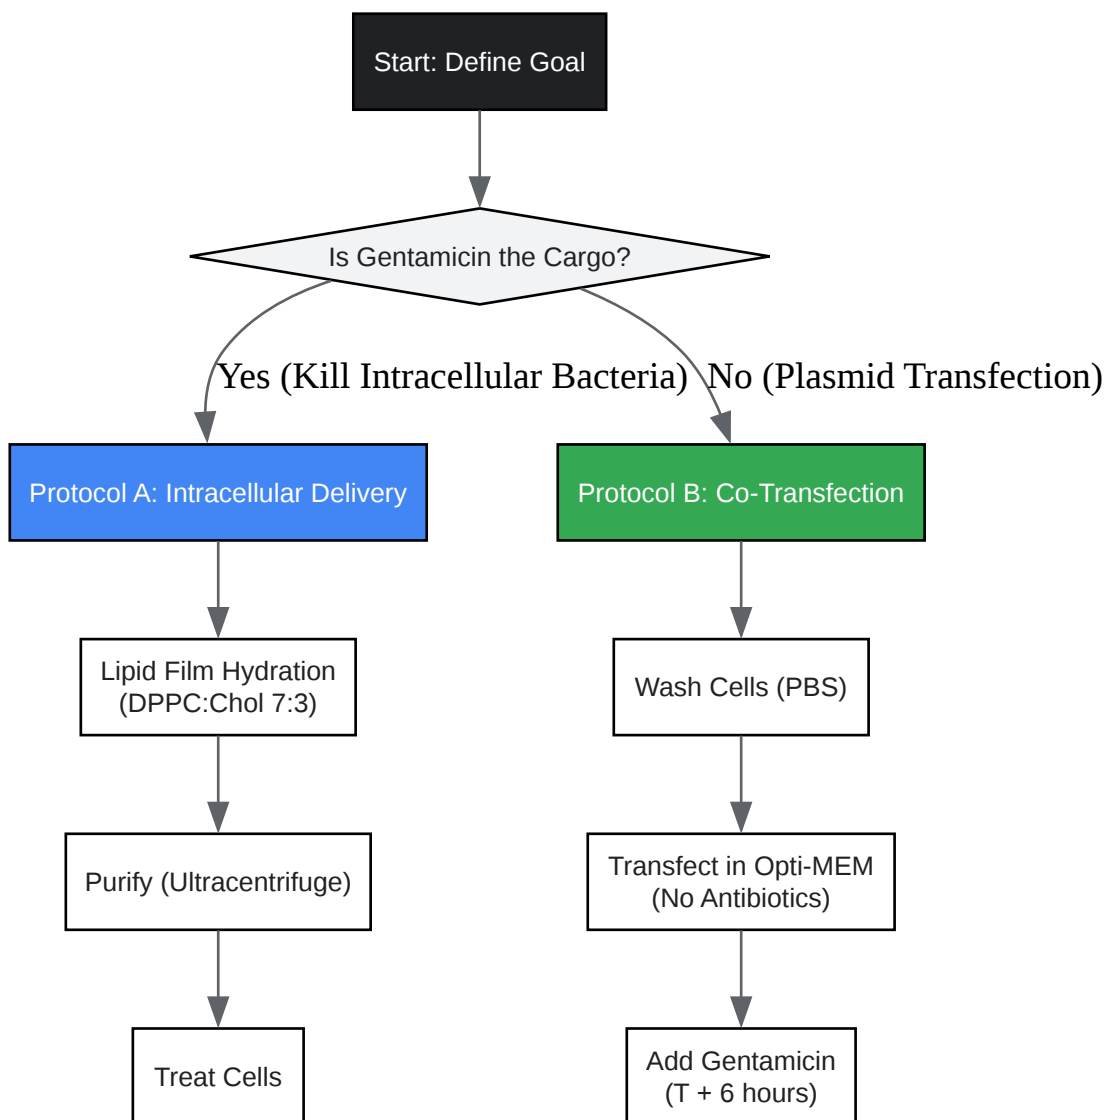 Start: Define Goal
Is Gentamicin the Cargo?
Yes (Kill Intracellular Bacteria)
No (Plasmid Transfection)
Protocol A: Intracellular Delivery
Protocol B: Co-Transfection
Lipid Film Hydration
(DPPC:Chol 7:3)
Wash Cells (PBS)
Purify (Ultracentrifuge)
Transfect in Opti-MEM
(No Antibiotics)
Treat Cells
Add Gentamicin
(T + 6 hours)